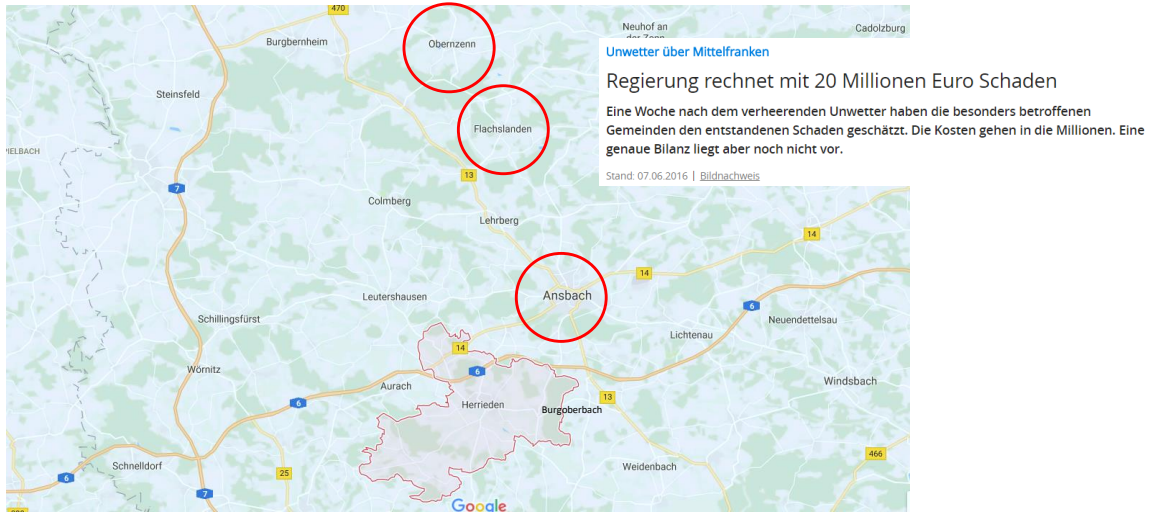 470
Neuhof an
der Zenn
Cadolzburg
Burgbernheim
Obernzenn
Unwetter über Mittelfranken
Regierung rechnet mit 20 Millionen Euro Schaden
Eine Woche nach dem verheerenden Unwetter haben die besonders betroffenen
Gemeinden den entstandenen Schaden geschätzt. Die Kosten gehen in die Millionen. Eine
genaue Bilanz liegt aber noch nicht vor.
Stand: 07.06.2016 | Bildnachweis
Steinsfeld
Flachslanden
PIELBACH
13
7
Colmberg
Lehrberg
14
14
Leutershausen
Ansbach
6
Schillingsfürst
Neuendettelsau
Lichtenau
14
Wörnitz
6
Aurach
Windsbach
6
13
Herrieden
Burgoberbach
466
Schnelldorf
Weidenbach
25
6
7
Google